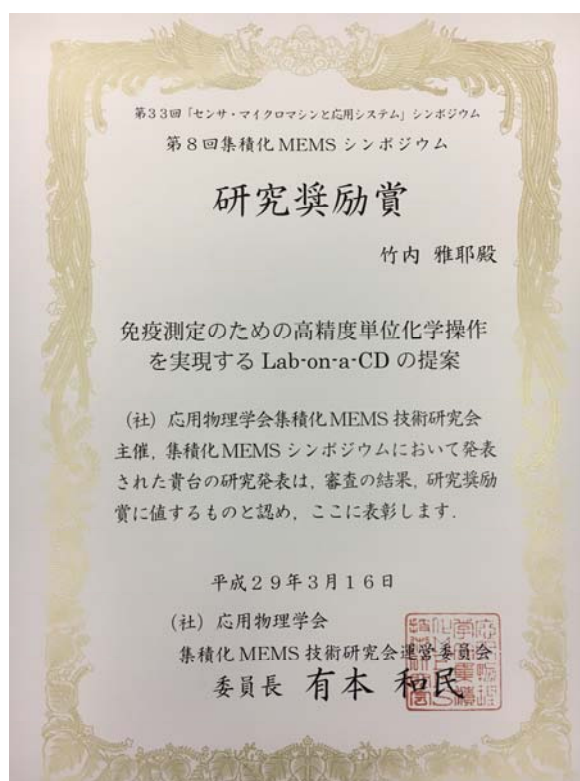 第33回「センサ・マイクロマシンと応用システム」シンポジウム
第8回集積化MEMSシンポジウム
研究奨励賞
竹内 雅耶殿
免疫測定のための高精度単位化学操作
を実現する Lab-on-a-CD の提案
(社)応用物理学会集積化MEMS技術研究会
主催,集積化MEMSシンポジウムにおいて発表
された貴台の研究発表は,審査の結果,研究奨励
賞に値するものと認め,ここに表彰します.
平成29年3月16日
(社)応用物理学会
集積化MEMS技術研究会運営委員会
委員長 有本 和民